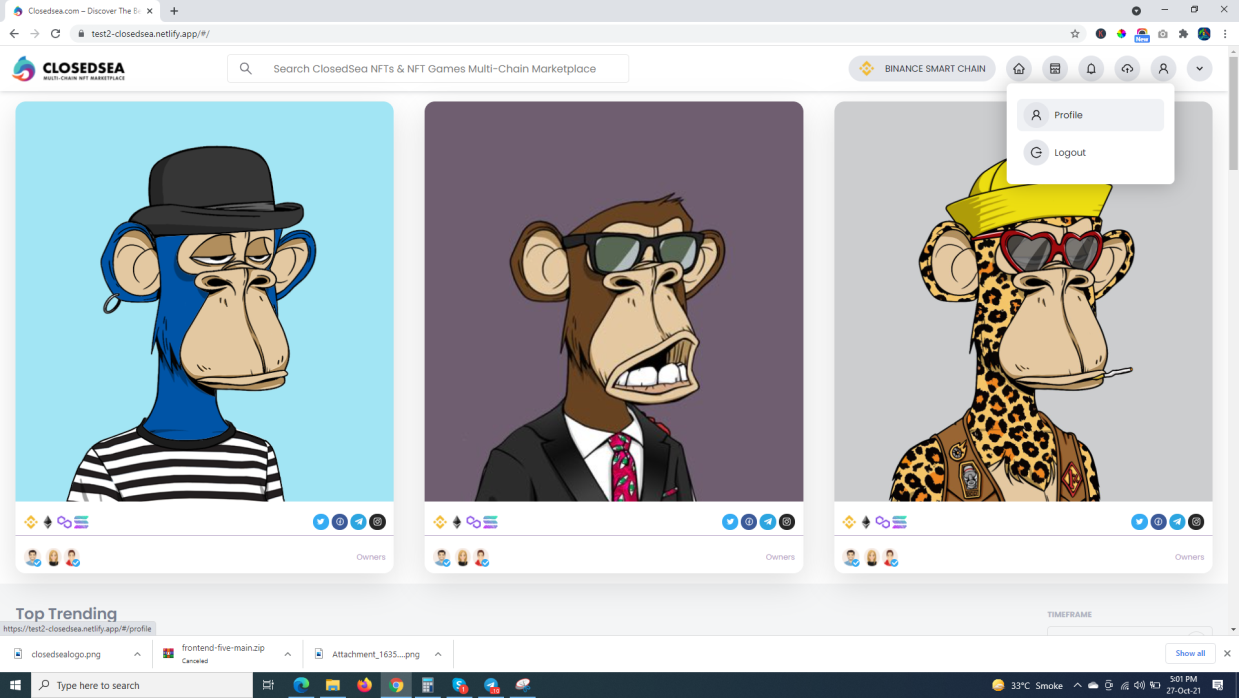 Closedsea.com – Discover The Be
test2-closedsea.netlify.app/#/
New
CLOSEDSEA
MULTI-CHAIN NFT MARKETPLACE
Search ClosedSea NFTs & NFT Games Multi-Chain Marketplace
BINANCE SMART CHAIN
Profile
Logout
Owners
Owners
Owners
Top Trending
TIMEFRAME
https://test2-closedsea.netlify.app/#/profile
closedsealogo.png
frontend-five-main.zip
Canceled
Attachment_1635....png
Show all
Type here to search
33°C Smoke
5:01 PM
27-Oct-21